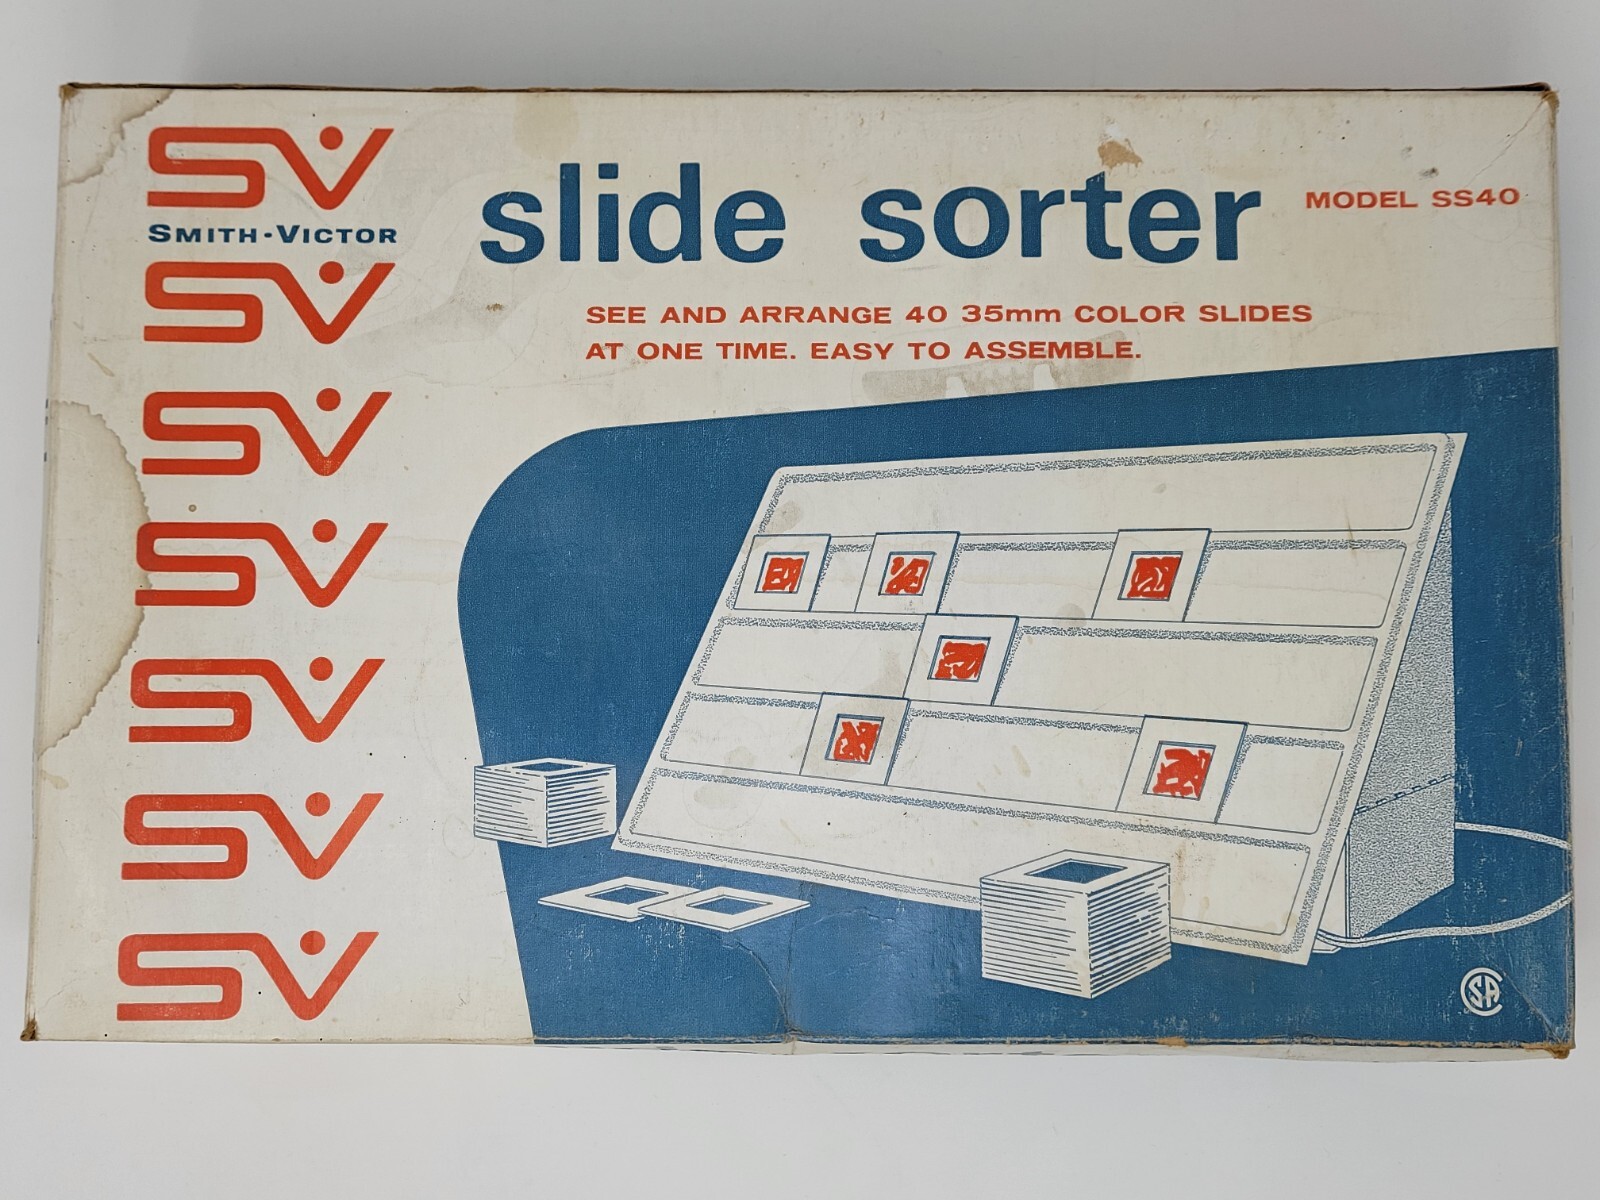 SV
SMITH·VICTOR
slide sorter
MODEL SS40
SEE AND ARRANGE 40 35mm COLOR SLIDES
AT ONE TIME. EASY TO ASSEMBLE.
SV
SV
SV
SV
SV
SV
CSA